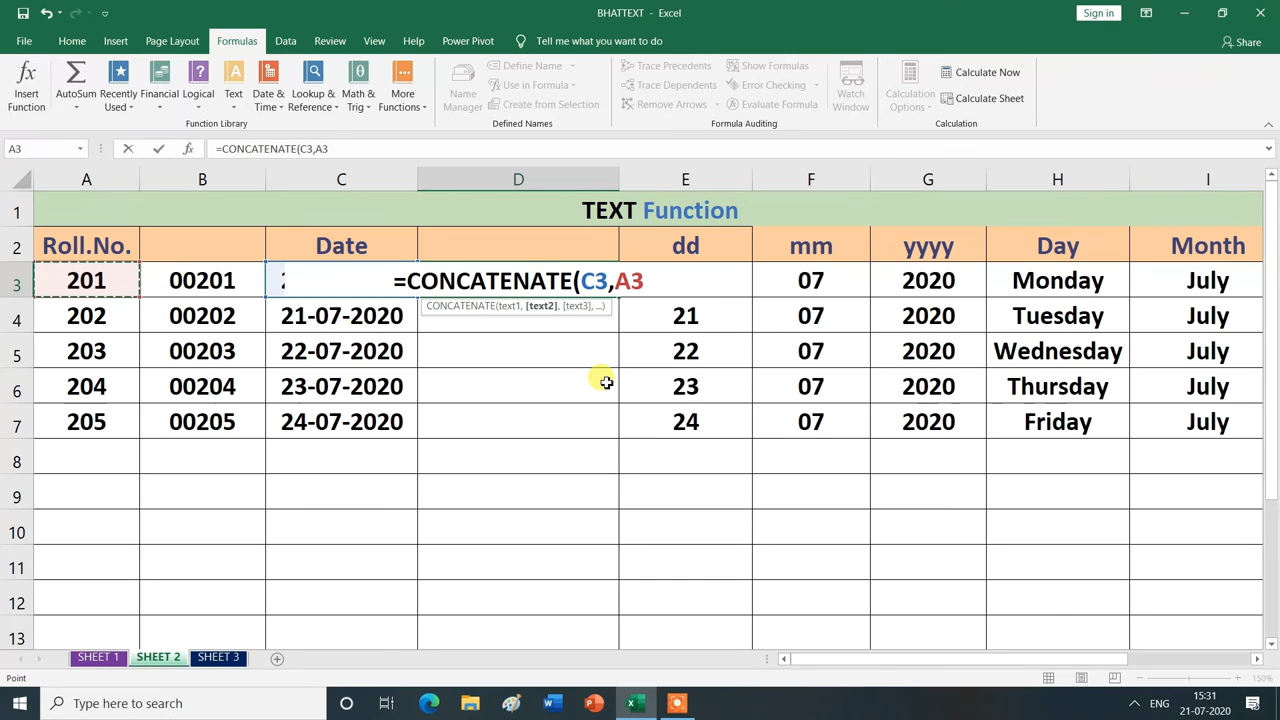 BHATTEXT - Excel
Sign in
File Home Insert Page Layout Formulas Data Review View Help Power Pivot Tell me what you want to do Share
Insert Function
AutoSum
Recently Used
Financial
Logical
Text
Date & Time
Lookup & Reference
Math & Trig
More Functions
Function Library
Name Manager
Define Name
Use in Formula
Create from Selection
Defined Names
Trace Precedents
Trace Dependents
Remove Arrows
Show Formulas
Error Checking
Evaluate Formula
Formula Auditing
Watch Window
Calculation Options
Calculate Now
Calculate Sheet
Calculation
A3 fx =CONCATENATE(C3,A3
A B C D E F G H I
1 TEXT Function
2 Roll.No. Date dd mm yyyy Day Month
3 201 00201 2 =CONCATENATE(C3,A3 07 2020 Monday July
CONCATENATE(text1, [text2], [text3], ...)
4 202 00202 21-07-2020 21 07 2020 Tuesday July
5 203 00203 22-07-2020 22 07 2020 Wednesday July
6 204 00204 23-07-2020 23 07 2020 Thursday July
7 205 00205 24-07-2020 24 07 2020 Friday July
8
9
10
11
12
13
SHEET 1 SHEET 2 SHEET 3
Point
150%
Type here to search
ENG
15:31
21-07-2020